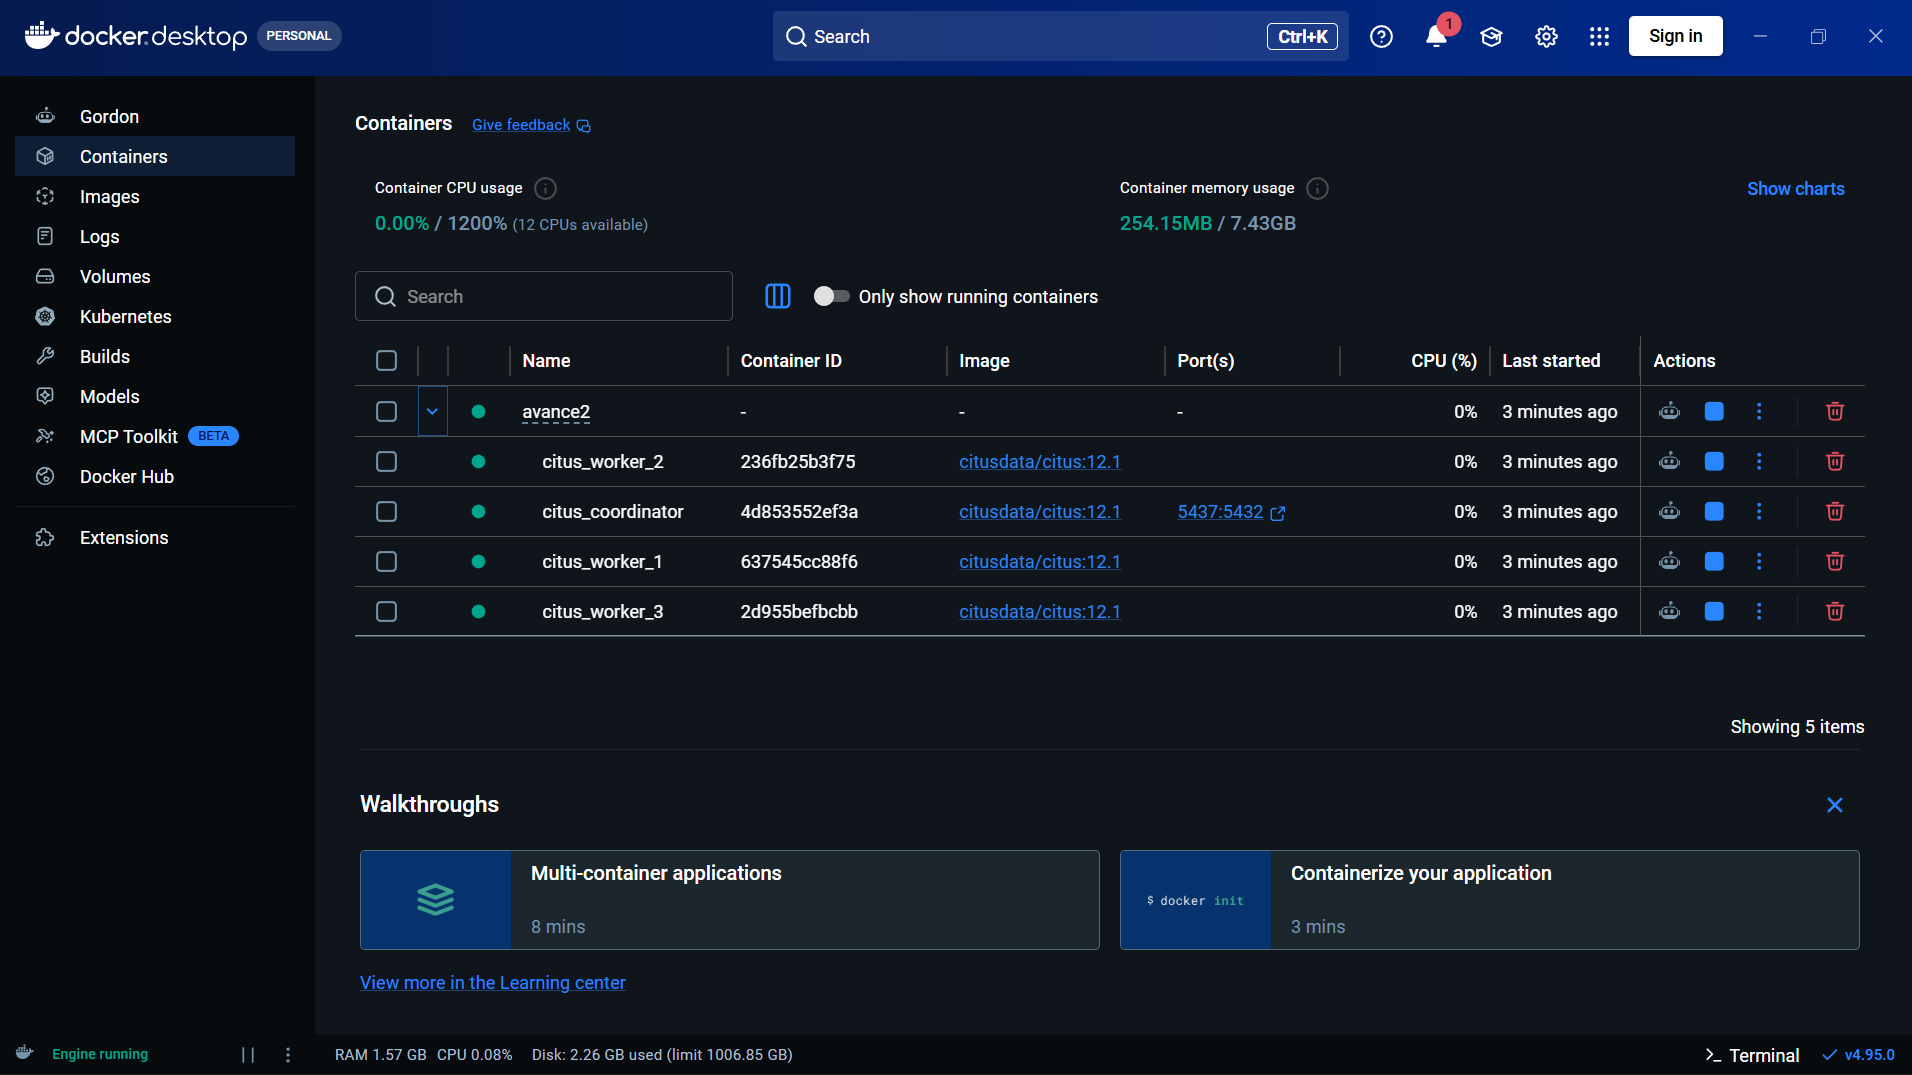 docker.desktop PERSONAL
Search Ctrl+K
1
Sign in
Gordon
Containers
Images
Logs
Volumes
Kubernetes
Builds
Models
MCP Toolkit BETA
Docker Hub
Extensions
Containers Give feedback
Container CPU usage
0.00% / 1200% (12 CPUs available)
Container memory usage
254.15MB / 7.43GB
Show charts
Search
Only show running containers
Name Container ID Image Port(s) CPU (%) Last started Actions
avance2 - - - 0% 3 minutes ago
citus_worker_2 236fb25b3f75 citusdata/citus:12.1 0% 3 minutes ago
citus_coordinator 4d853552ef3a citusdata/citus:12.1 5437:5432 0% 3 minutes ago
citus_worker_1 637545cc88f6 citusdata/citus:12.1 0% 3 minutes ago
citus_worker_3 2d955befbcbb citusdata/citus:12.1 0% 3 minutes ago
Showing 5 items
Walkthroughs
Multi-container applications
8 mins
$ docker init
Containerize your application
3 mins
View more in the Learning center
Engine running
RAM 1.57 GB CPU 0.08% Disk: 2.26 GB used (limit 1006.85 GB)
>_ Terminal
v4.95.0